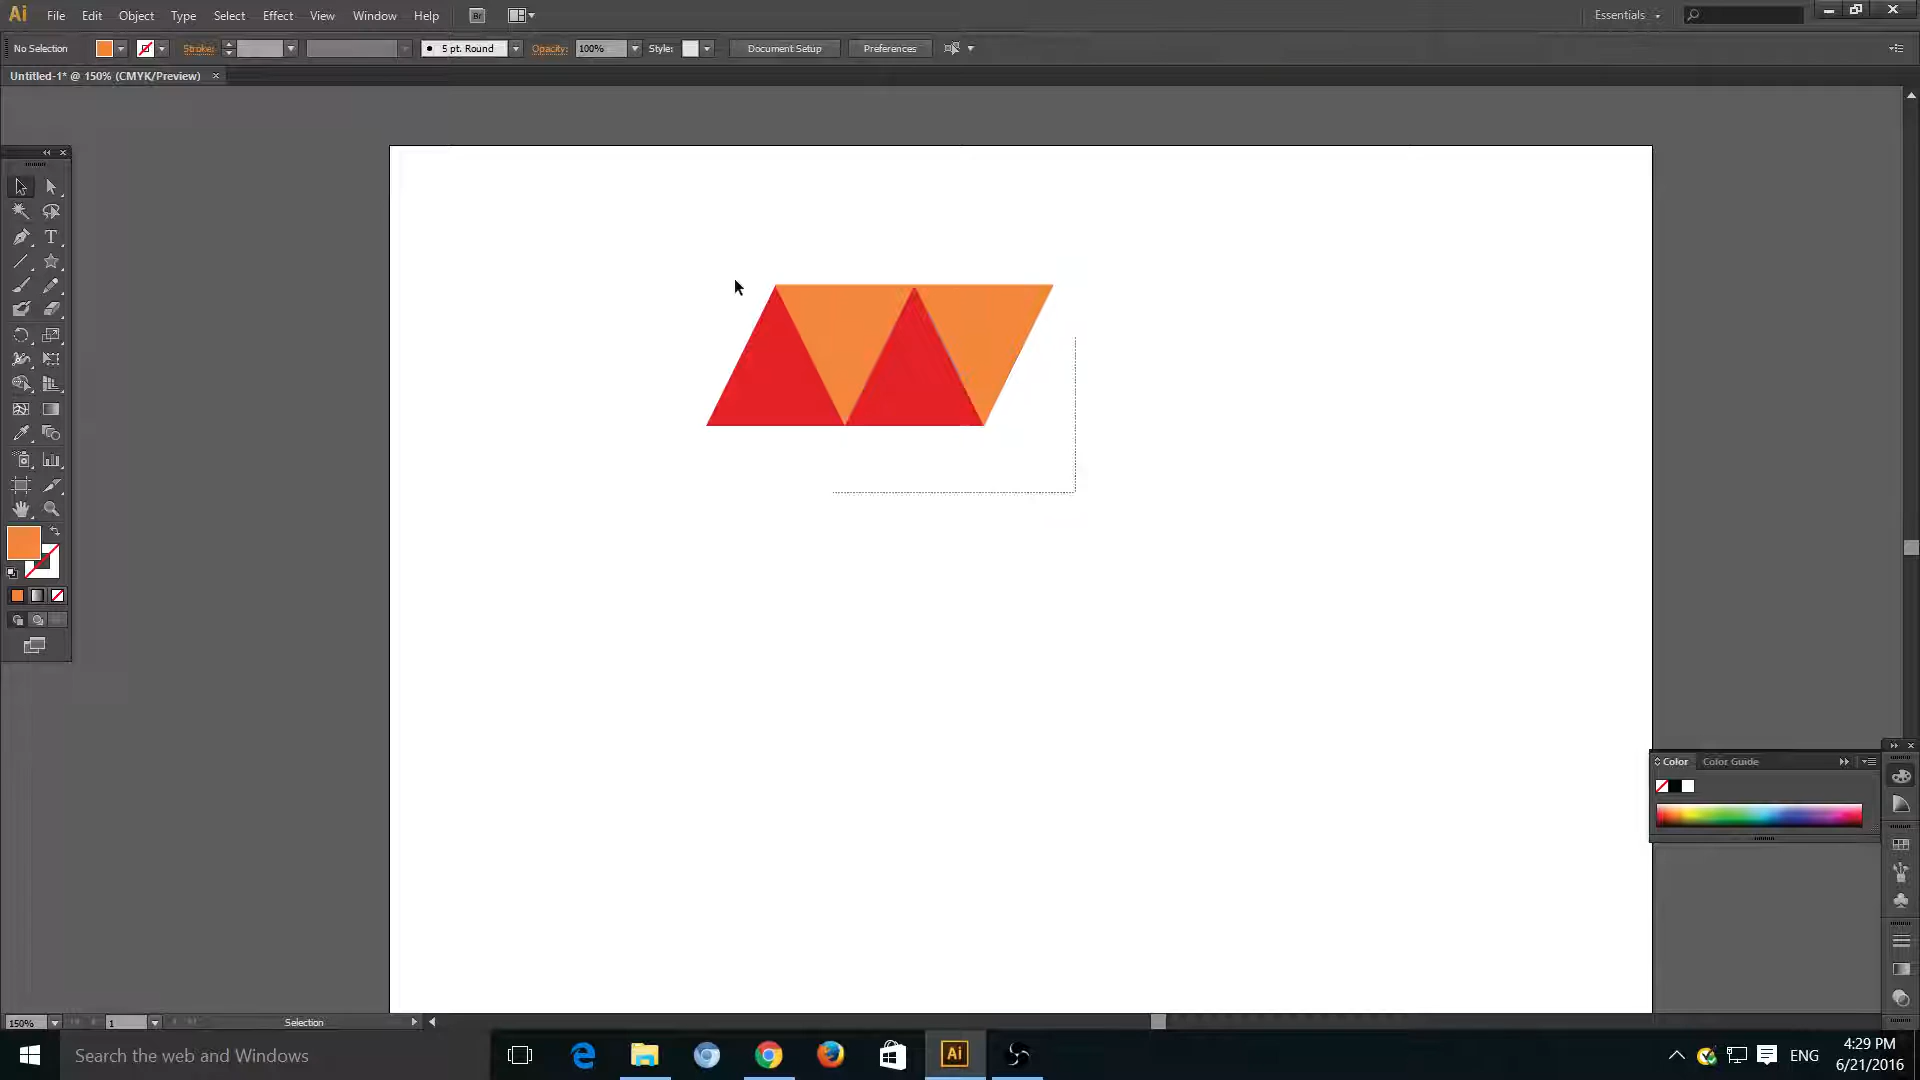 Ai File Edit Object Type Select Effect View Window Help Br Essentials
No Selection Stroke: 5 pt. Round Opacity: 100% Style: Document Setup Preferences
Untitled-1* @ 150% (CMYK/Preview)
T
Color Color Guide
150% 1 Selection
Search the web and Windows
Ai
ENG
4:29 PM
6/21/2016